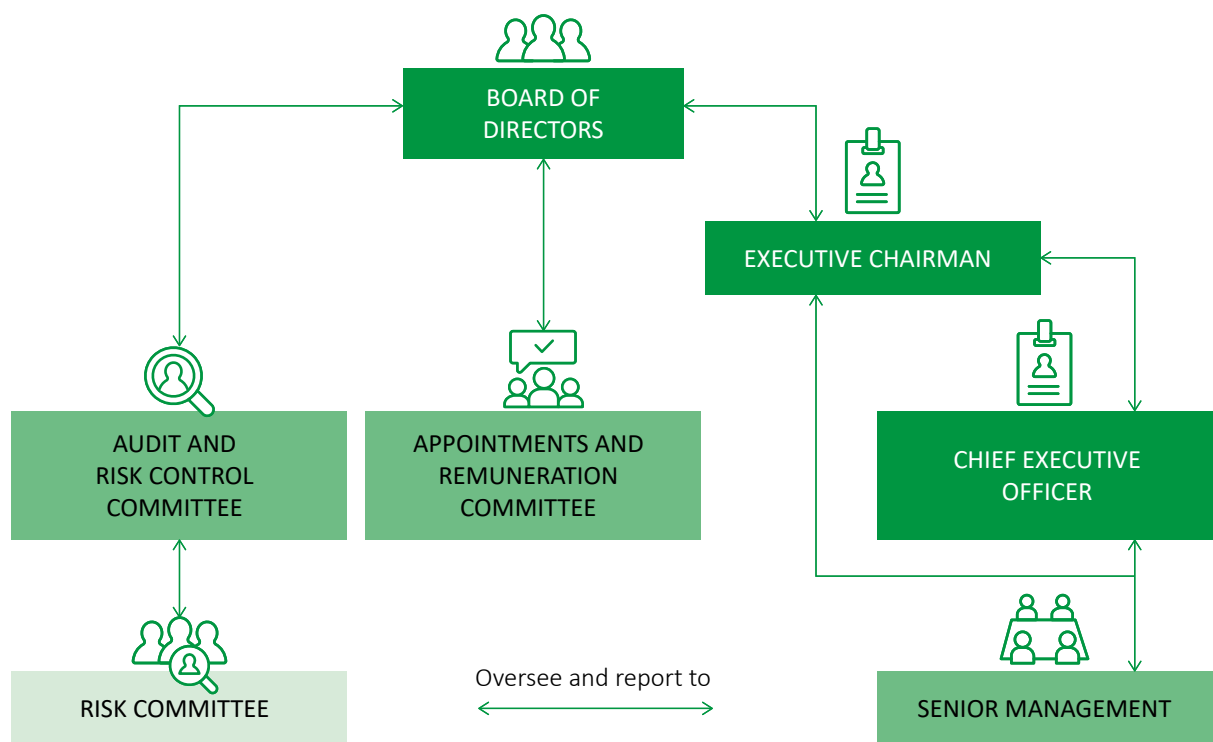 BOARD OF
DIRECTORS
EXECUTIVE CHAIRMAN
AUDIT AND
RISK CONTROL
COMMITTEE
APPOINTMENTS AND
REMUNERATION
COMMITTEE
CHIEF EXECUTIVE
OFFICER
RISK COMMITTEE
Oversee and report to
SENIOR MANAGEMENT